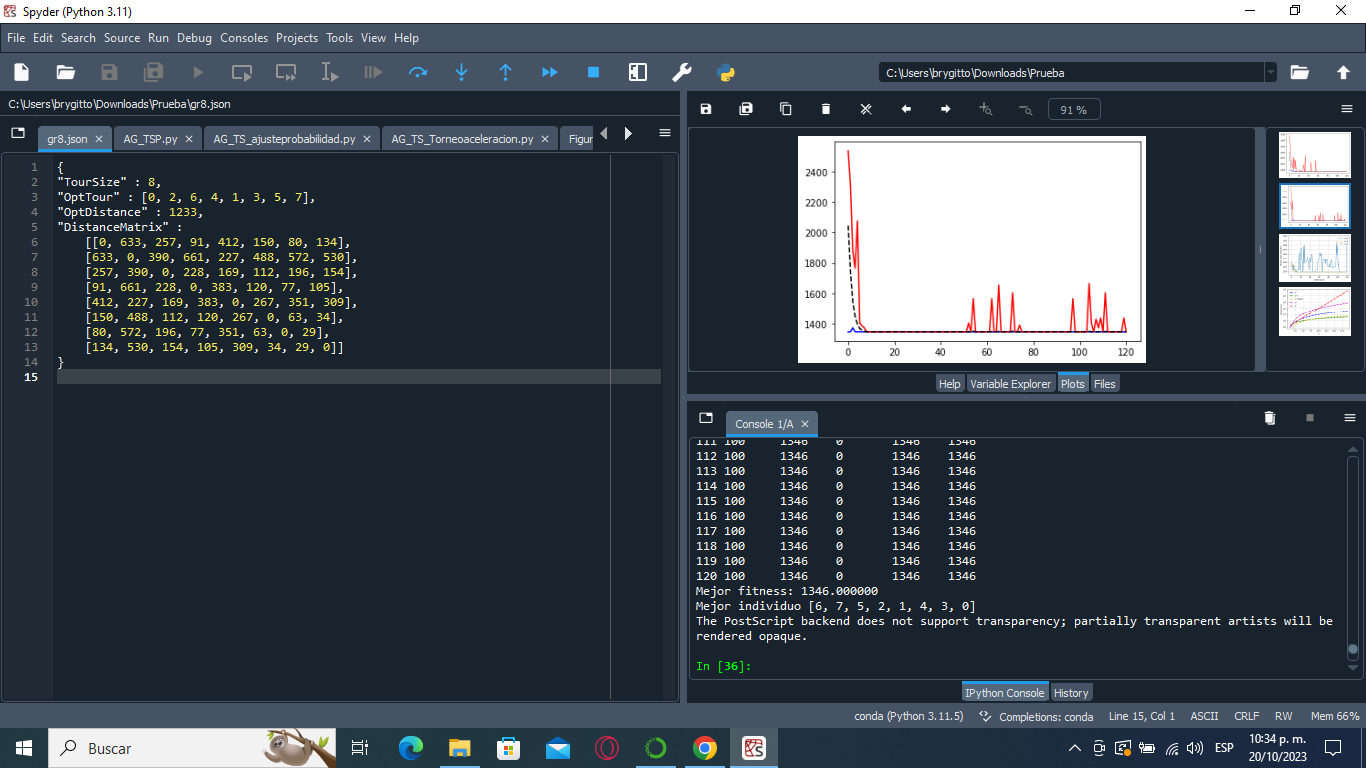 Spyder (Python 3.11)
File Edit Search Source Run Debug Consoles Projects Tools View Help
C:\Users\brygitto\Downloads\Prueba
C:\Users\brygitto\Downloads\Prueba\gr8.json
gr8.json AG_TSP.py AG_TS_ajusteprobabilidad.py AG_TS_Torneoaceleracion.py Figur
1 {
2 "TourSize" : 8,
3 "OptTour" : [0, 2, 6, 4, 1, 3, 5, 7],
4 "OptDistance" : 1233,
5 "DistanceMatrix" :
6 [[0, 633, 257, 91, 412, 150, 80, 134],
7 [633, 0, 390, 661, 227, 488, 572, 530],
8 [257, 390, 0, 228, 169, 112, 196, 154],
9 [91, 661, 228, 0, 383, 120, 77, 105],
10 [412, 227, 169, 383, 0, 267, 351, 309],
11 [150, 488, 112, 120, 267, 0, 63, 34],
12 [80, 572, 196, 77, 351, 63, 0, 29],
13 [134, 530, 154, 105, 309, 34, 29, 0]]
14 }
15
91 %
2400
2200
2000
1800
1600
1400
0 20 40 60 80 100 120
Help Variable Explorer Plots Files
Console 1/A
111 100 1346 0 1346 1346
112 100 1346 0 1346 1346
113 100 1346 0 1346 1346
114 100 1346 0 1346 1346
115 100 1346 0 1346 1346
116 100 1346 0 1346 1346
117 100 1346 0 1346 1346
118 100 1346 0 1346 1346
119 100 1346 0 1346 1346
120 100 1346 0 1346 1346
Mejor fitness: 1346.000000
Mejor individuo [6, 7, 5, 2, 1, 4, 3, 0]
The PostScript backend does not support transparency; partially transparent artists will be
rendered opaque.
In [36]:
IPython Console History
conda (Python 3.11.5) Completions: conda Line 15, Col 1 ASCII CRLF RW Mem 66%
Buscar
ESP
10:34 p. m.
20/10/2023